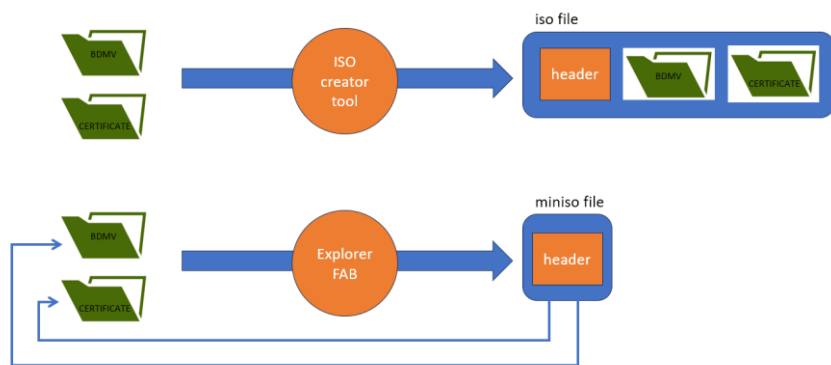 iso file
BDMV
CERTIFICATE
ISO
creator
tool
header
BDMV
CERTIFICATE
miniso file
BDMV
CERTIFICATE
Explorer
FAB
header